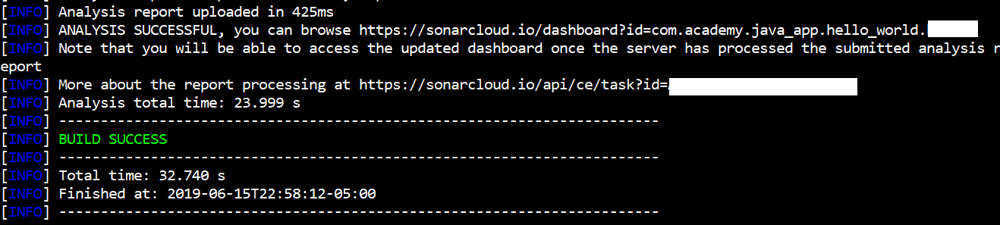 [INFO] Analysis report uploaded in 425ms
[INFO] ANALYSIS SUCCESSFUL, you can browse https://sonarcloud.io/dashboard?id=com.academy.java_app.hello_world.
[INFO] Note that you will be able to access the updated dashboard once the server has processed the submitted analysis r
eport
[INFO] More about the report processing at https://sonarcloud.io/api/ce/task?id=
[INFO] Analysis total time: 23.999 s
[INFO] ------------------------------------------------------------------------
[INFO] BUILD SUCCESS
[INFO] ------------------------------------------------------------------------
[INFO] Total time: 32.740 s
[INFO] Finished at: 2019-06-15T22:58:12-05:00
[INFO] ------------------------------------------------------------------------